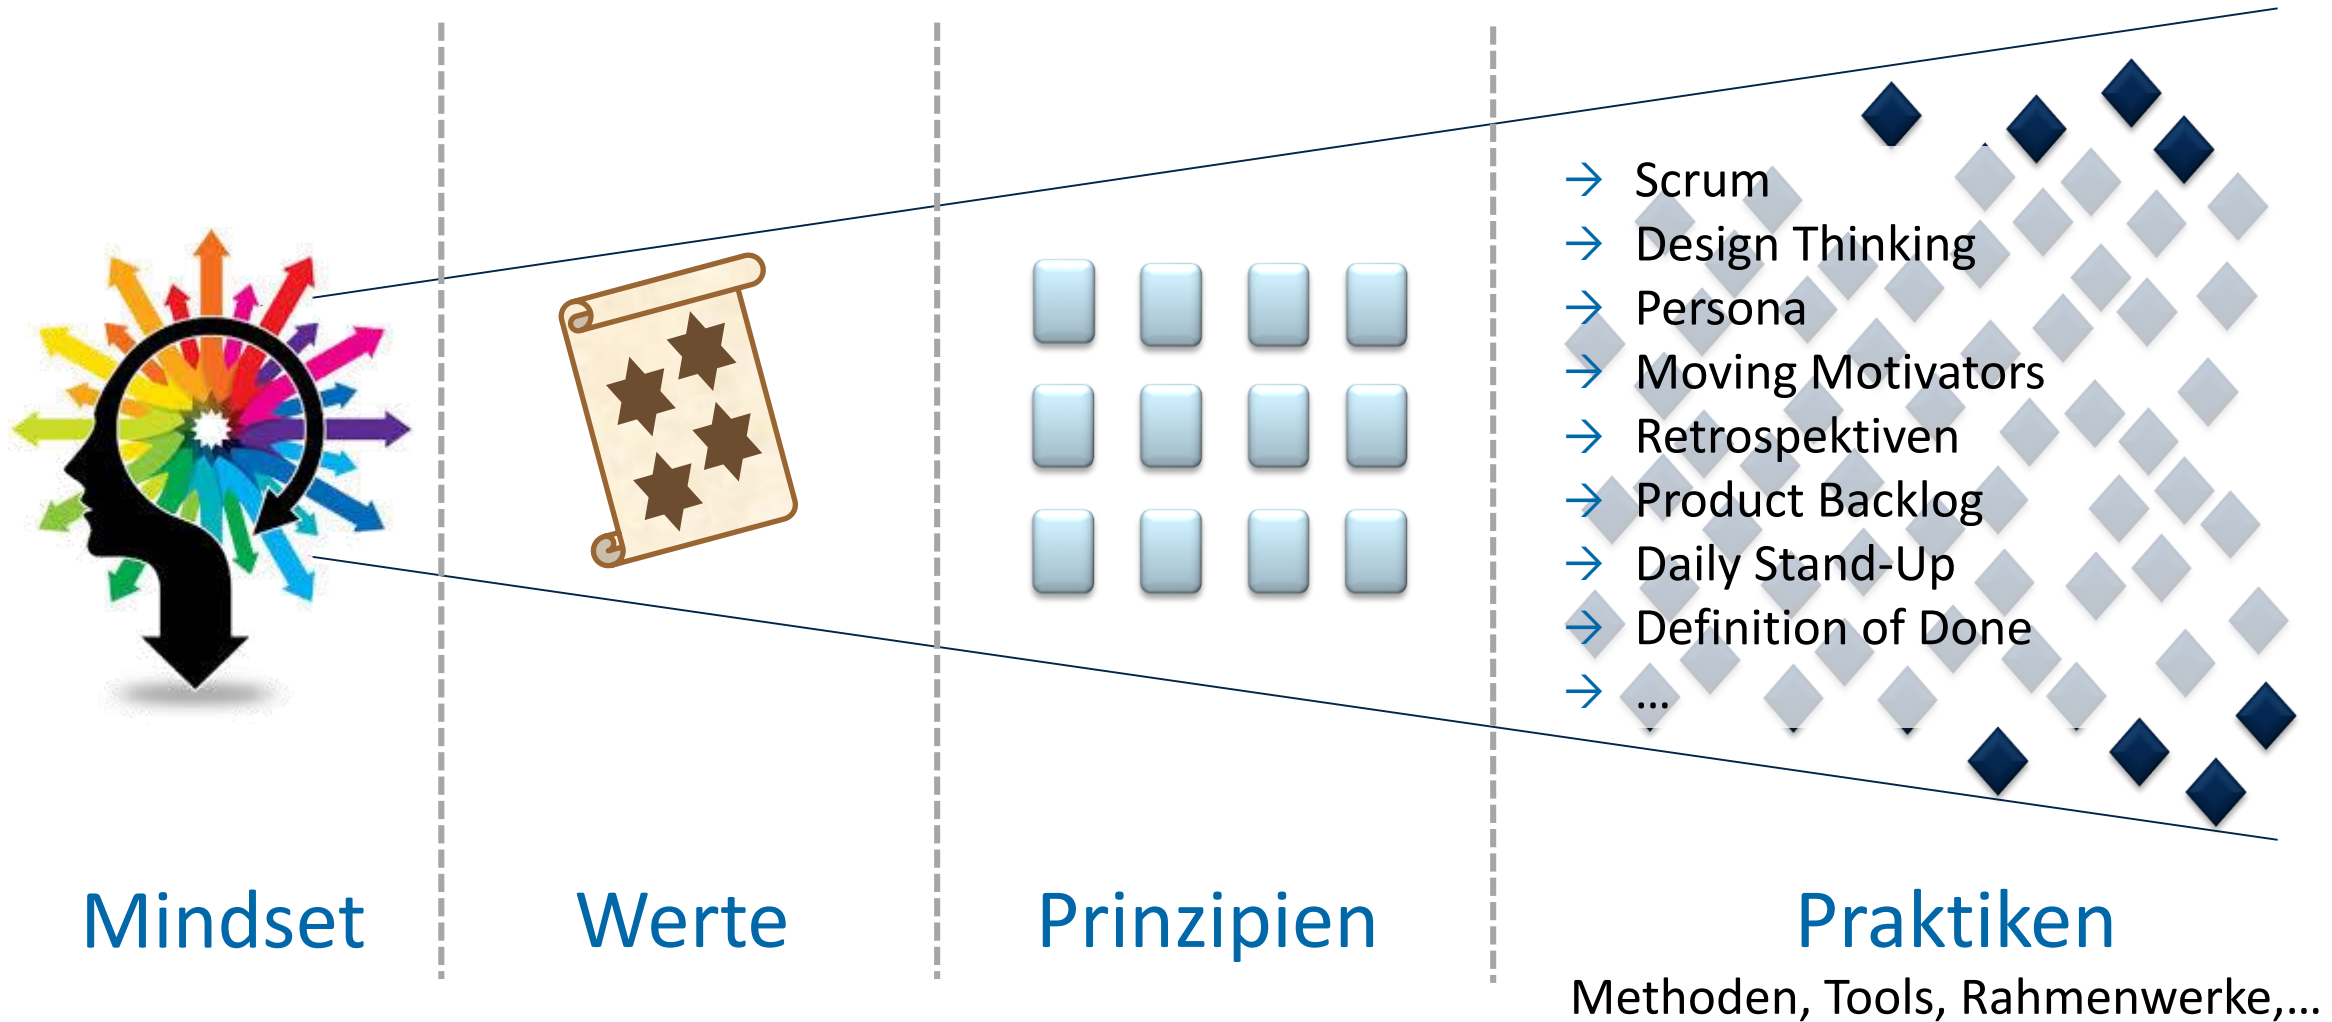 → Scrum
→ Design Thinking
→ Persona
→ Moving Motivators
→ Retrospektiven
→ Product Backlog
→ Daily Stand-Up
→ Definition of Done
→ ...
Mindset
Werte
Prinzipien
Praktiken
Methoden, Tools, Rahmenwerke,...